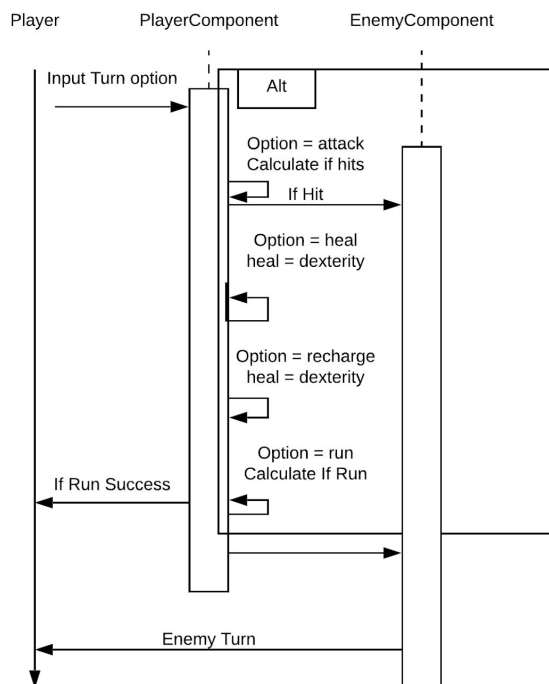 Player
PlayerComponent
EnemyComponent
Input Turn option
Alt
Option = attack
Calculate if hits
If Hit
Option = heal
heal = dexterity
Option = recharge
heal = dexterity
Option = run
Calculate If Run
If Run Success
Enemy Turn